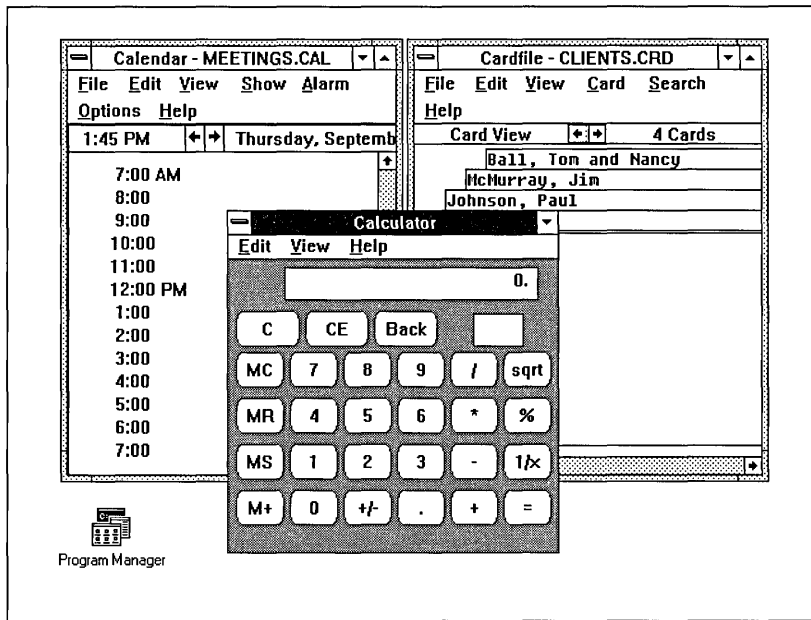 Calendar - MEETINGS.CAL
File Edit View Show Alarm
Options Help
1:45 PM Thursday, Septemb
7:00 AM
8:00
9:00
10:00
11:00
12:00 PM
1:00
2:00
3:00
4:00
5:00
6:00
7:00
Cardfile - CLIENTS.CRD
File Edit View Card Search
Help
Card View 4 Cards
Ball, Tom and Nancy
McMurray, Jim
Johnson, Paul
Calculator
Edit View Help
0.
C CE Back
MC 7 8 9 / sqrt
MR 4 5 6 * %
MS 1 2 3 - 1/x
M+ 0 +/- . + =
Program Manager